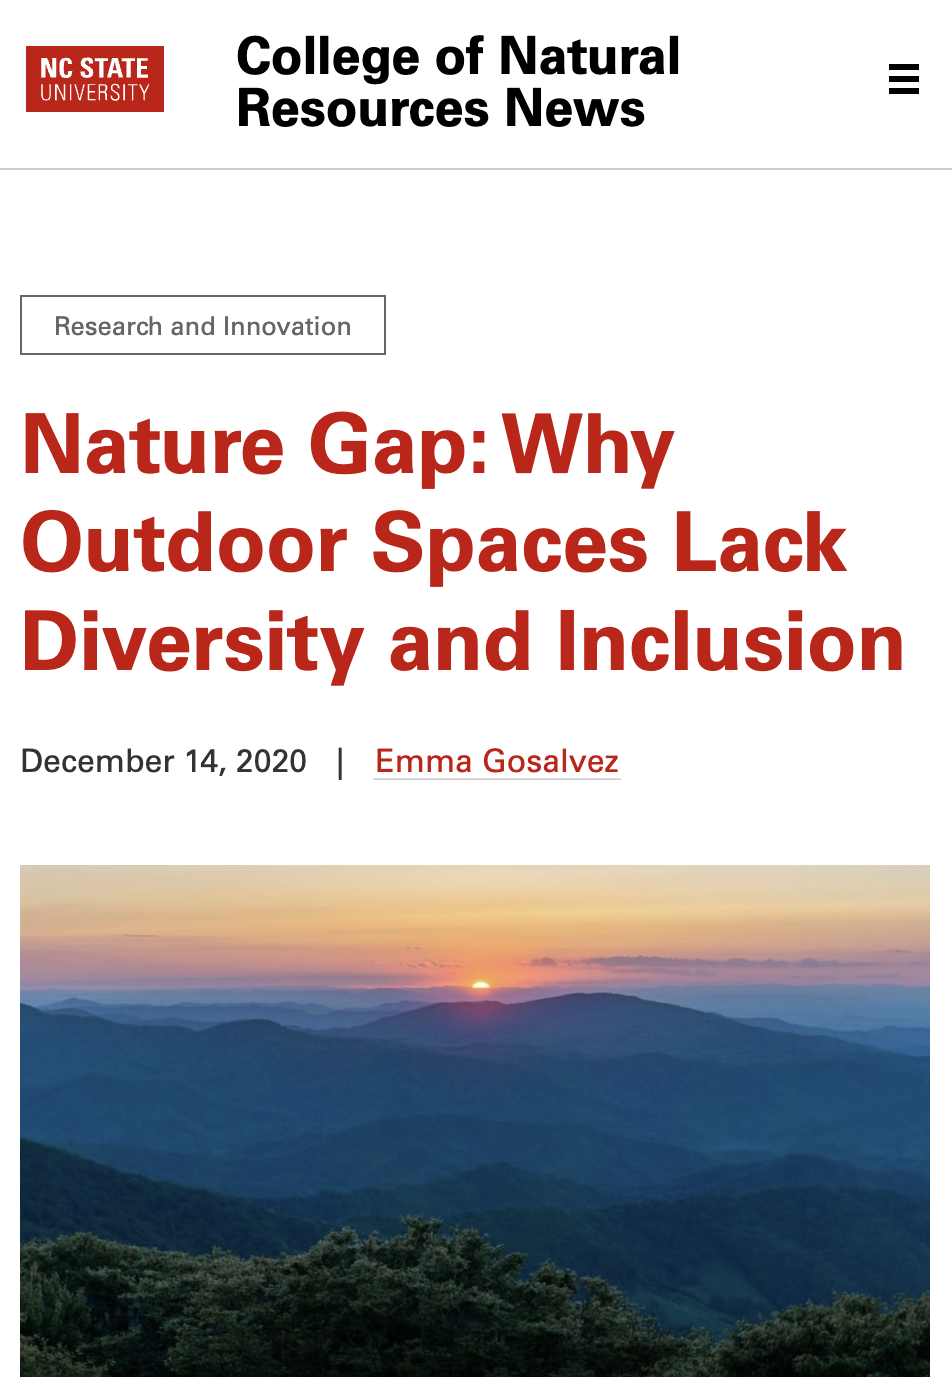 NC STATE
UNIVERSITY
College of Natural
Resources News
Research and Innovation
Nature Gap: Why
Outdoor Spaces Lack
Diversity and Inclusion
December 14, 2020 | Emma Gosalvez